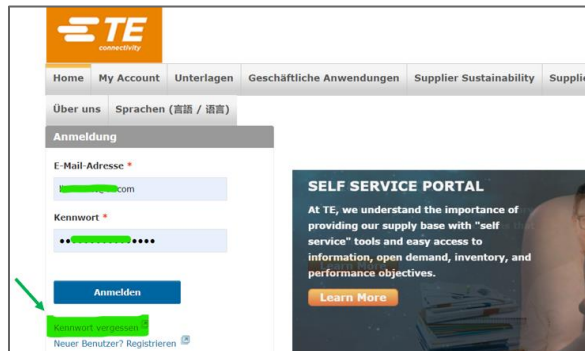 TE
connectivity
Home My Account Unterlagen Geschäftliche Anwendungen Supplier Sustainability
Über uns Sprachen (言語 / 语言)
Anmeldung
E-Mail-Adresse *
com
Kennwort *
Anmelden
Kennwort vergessen
Neuer Benutzer? Registrieren
SELF SERVICE PORTAL
At TE, we understand the importance of
providing our supply base with "self
service" tools and easy access to
information, open demand, inventory, and
performance objectives.
Learn More